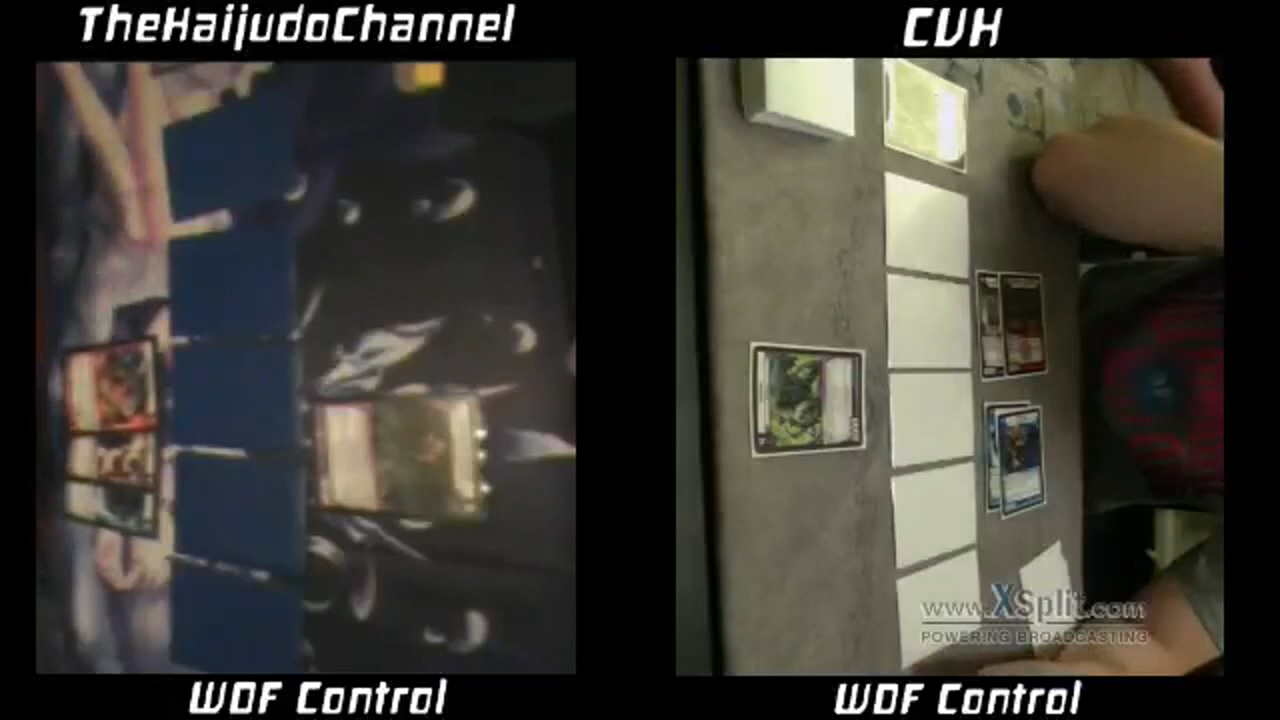 TheKaijudoChannel
CVH
www.XSplit.com
POWERING BROADCASTING
WDF Control
WDF Control